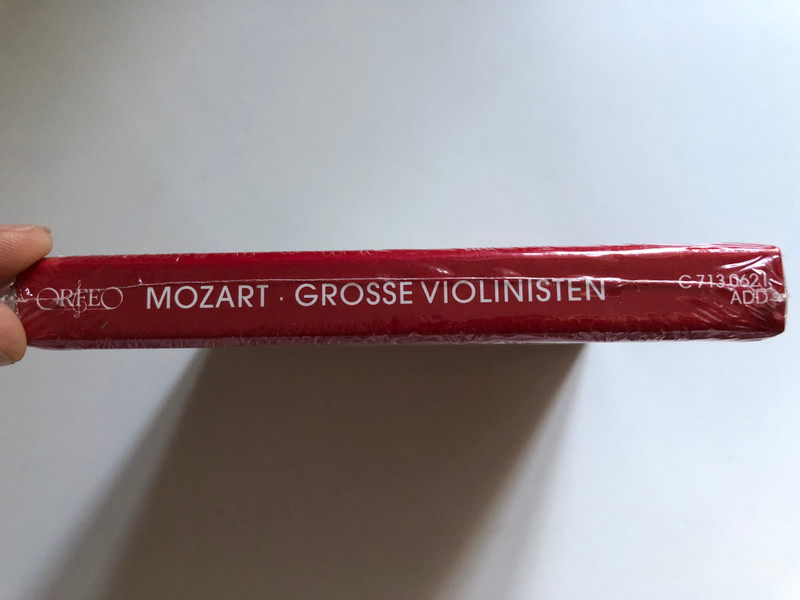 ORFEO
MOZART · GROSSE VIOLINISTEN
C 713 062 I
ADD